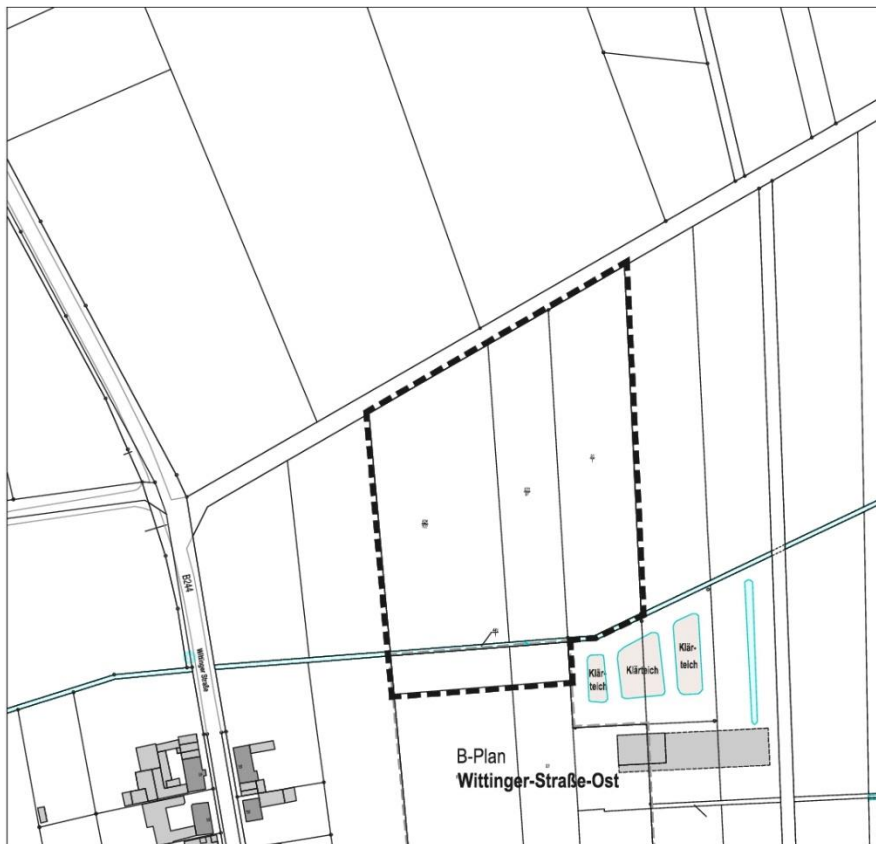 B244
Wittinger Straße
Klär-
teich
Klärteich
Klär-
teich
B-Plan
Wittinger-Straße-Ost